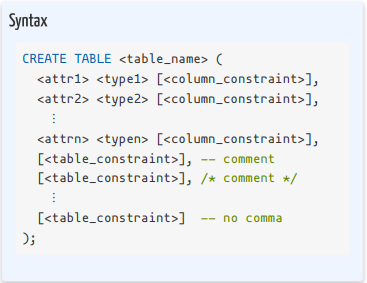 Syntax
CREATE TABLE <table_name> (
<attr1> <type1> [<column_constraint>],
<attr2> <type2> [<column_constraint>],
⋮
<attrn> <typen> [<column_constraint>],
[<table_constraint>], -- comment
[<table_constraint>], /* comment */
⋮
[<table_constraint>]  -- no comma
);